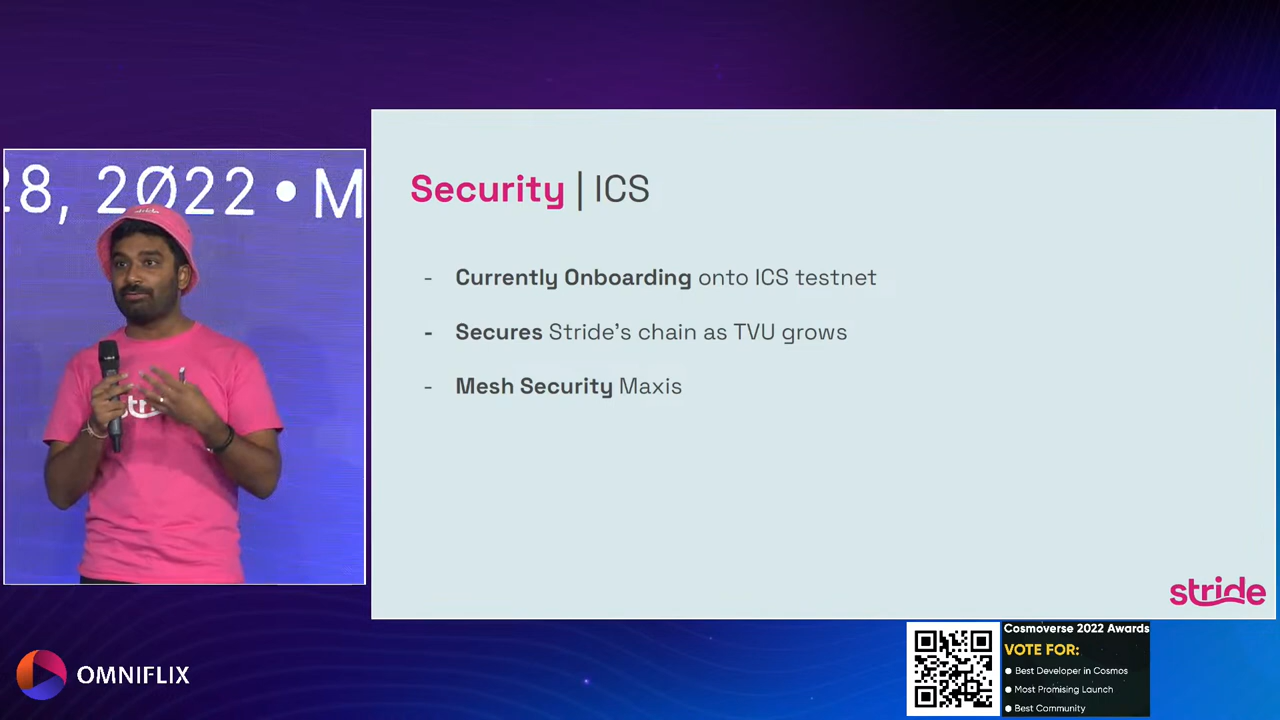 28, 2022 • M
Security | ICS
- Currently Onboarding onto ICS testnet
- Secures Stride's chain as TVU grows
- Mesh Security Maxis
stride
stride
Cosmoverse 2022 Awards
VOTE FOR:
• Best Developer in Cosmos
• Most Promising Launch
• Best Community
OMNIFLIX